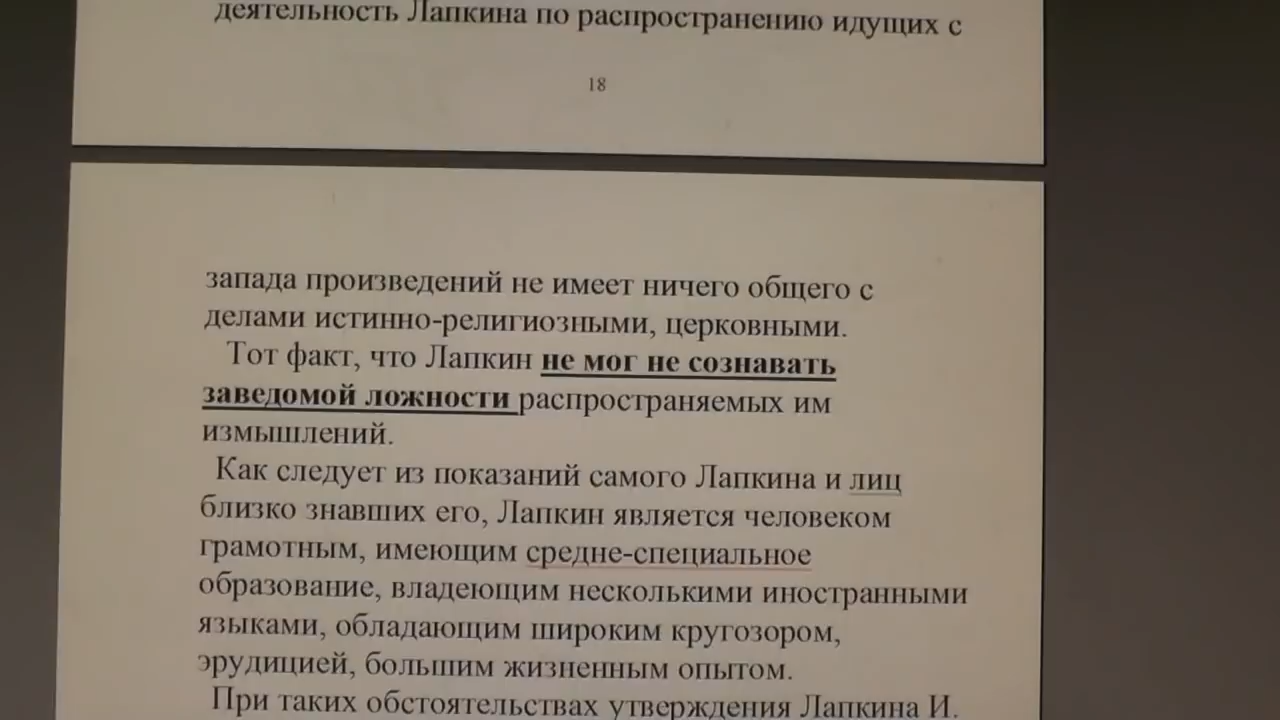 деятельность Лапкина по распространению идущих с
18
запада произведений не имеет ничего общего с
делами истинно-религиозными, церковными.
Тот факт, что Лапкин не мог не сознавать
заведомой ложности распространяемых им
измышлений.
Как следует из показаний самого Лапкина и лиц
близко знавших его, Лапкин является человеком
грамотным, имеющим средне-специальное
образование, владеющим несколькими иностранными
языками, обладающим широким кругозором,
эрудицией, большим жизненным опытом.
При таких обстоятельствах утверждения Лапкина И.